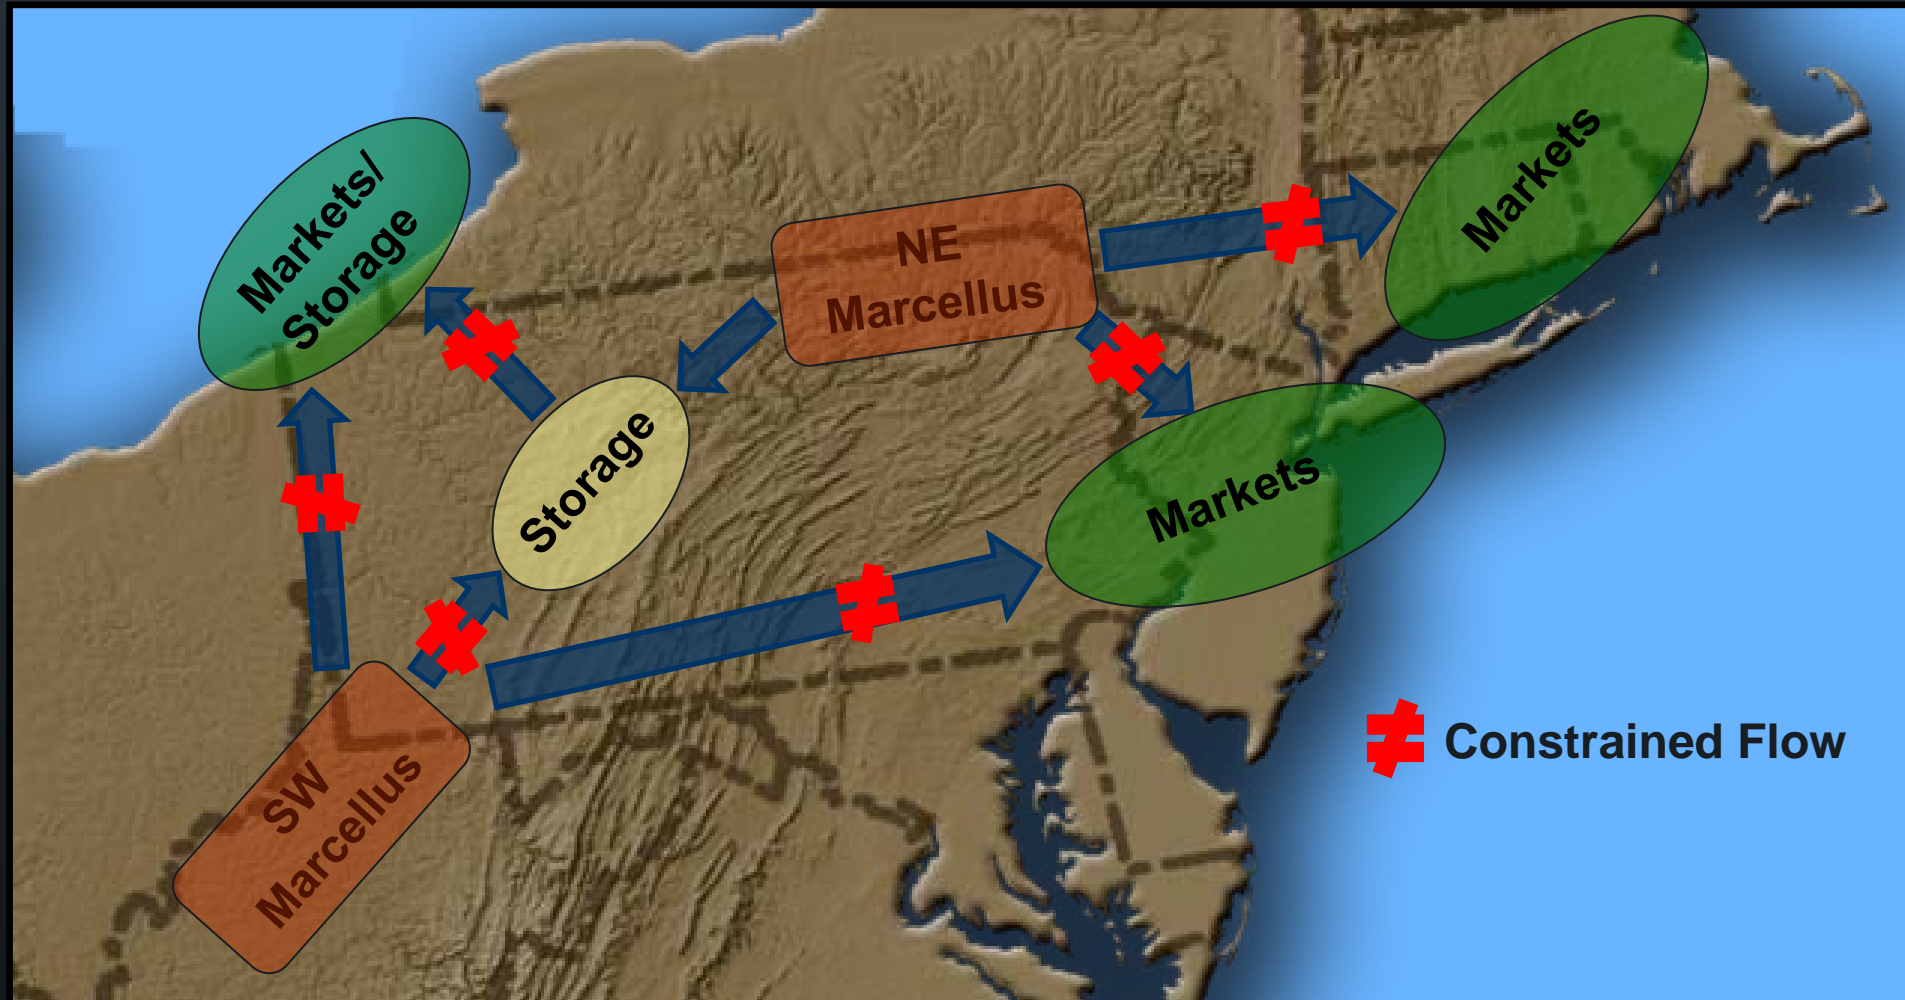 Markets/
Storage
NE
Marcellus
Markets
Storage
Markets
SW
Marcellus
Constrained Flow